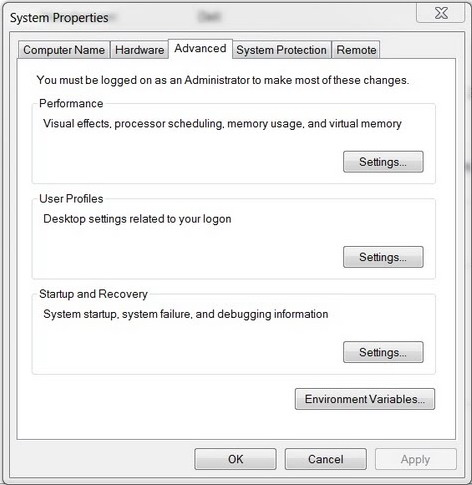 System Properties
Computer Name Hardware Advanced System Protection Remote
You must be logged on as an Administrator to make most of these changes.
Performance
Visual effects, processor scheduling, memory usage, and virtual memory
Settings...
User Profiles
Desktop settings related to your logon
Settings...
Startup and Recovery
System startup, system failure, and debugging information
Settings...
Environment Variables...
OK Cancel Apply